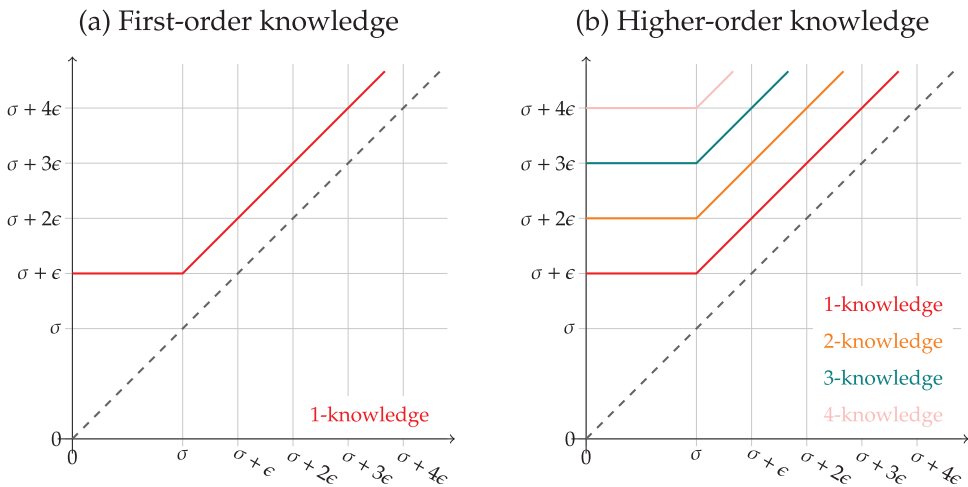 (a) First-order knowledge
σ + 4ϵ
σ + 3ϵ
σ + 2ϵ
σ + ϵ
σ
0
1-knowledge
0
σ
σ + ϵ
σ + 2ϵ
σ + 3ϵ
σ + 4ϵ
(b) Higher-order knowledge
σ + 4ϵ
σ + 3ϵ
σ + 2ϵ
σ + ϵ
σ
0
1-knowledge
2-knowledge
3-knowledge
4-knowledge
0
σ
σ + ϵ
σ + 2ϵ
σ + 3ϵ
σ + 4ϵ